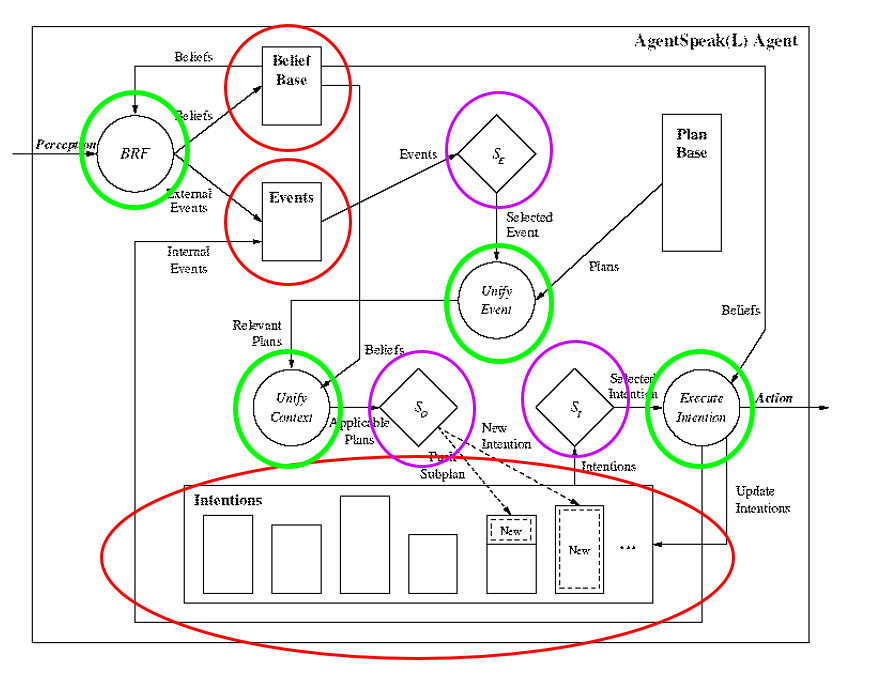 AgentSpeak(L) Agent
Beliefs
Belief
Base
Beliefs
Plan
Base
Perception
BRF
Events
S_E
External
Events
Events
Selected
Event
Internal
Events
Plans
Unify
Event
Beliefs
Relevant
Plans
Beliefs
Selected
Intention
Unify
Context
S_O
S_I
Execute
Intention
Action
Applicable
Plans
New
Intention
Push
Subplan
Intentions
Intentions
Update
Intentions
New
New
...